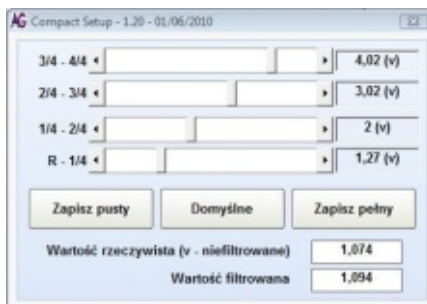 AG Compact Setup - 1.20 - 01/06/2010
3/4 - 4/4 4,02 (v)
2/4 - 3/4 3,02 (v)
1/4 - 2/4 2 (v)
R - 1/4 1,27 (v)
Zapisz pusty Domyślne Zapisz pełny
Wartość rzeczywista (v - niefiltrowane) 1,074
Wartość filtrowana 1,094